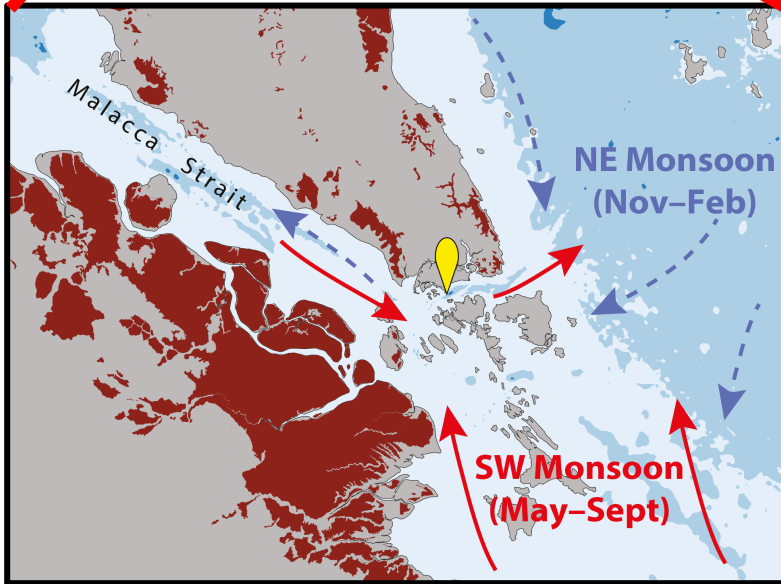 Malacca Strait
NE Monsoon
(Nov–Feb)
SW Monsoon
(May–Sept)